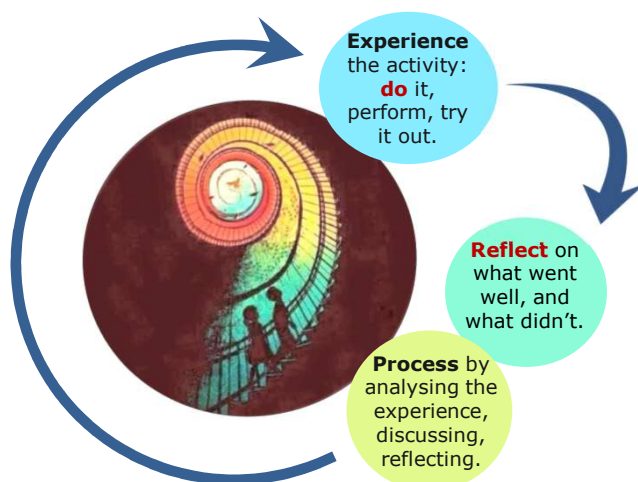 Experience
the activity:
do it,
perform, try
it out.
Reflect on
what went
well, and
what didn’t.
Process by
analysing the
experience,
discussing,
reflecting.